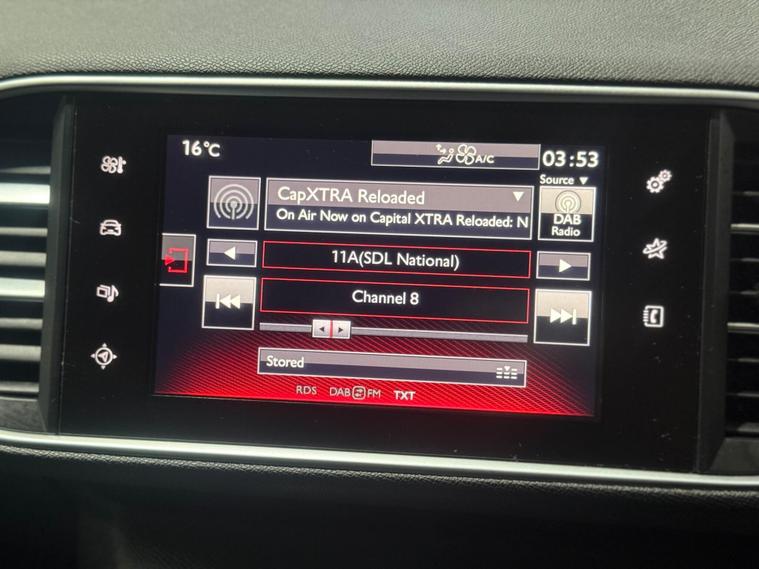 16°C
A/C
03:53
Source
CapXTRA Reloaded
On Air Now on Capital XTRA Reloaded: N
DAB
Radio
11A(SDL National)
Channel 8
Stored
RDS DAB FM TXT